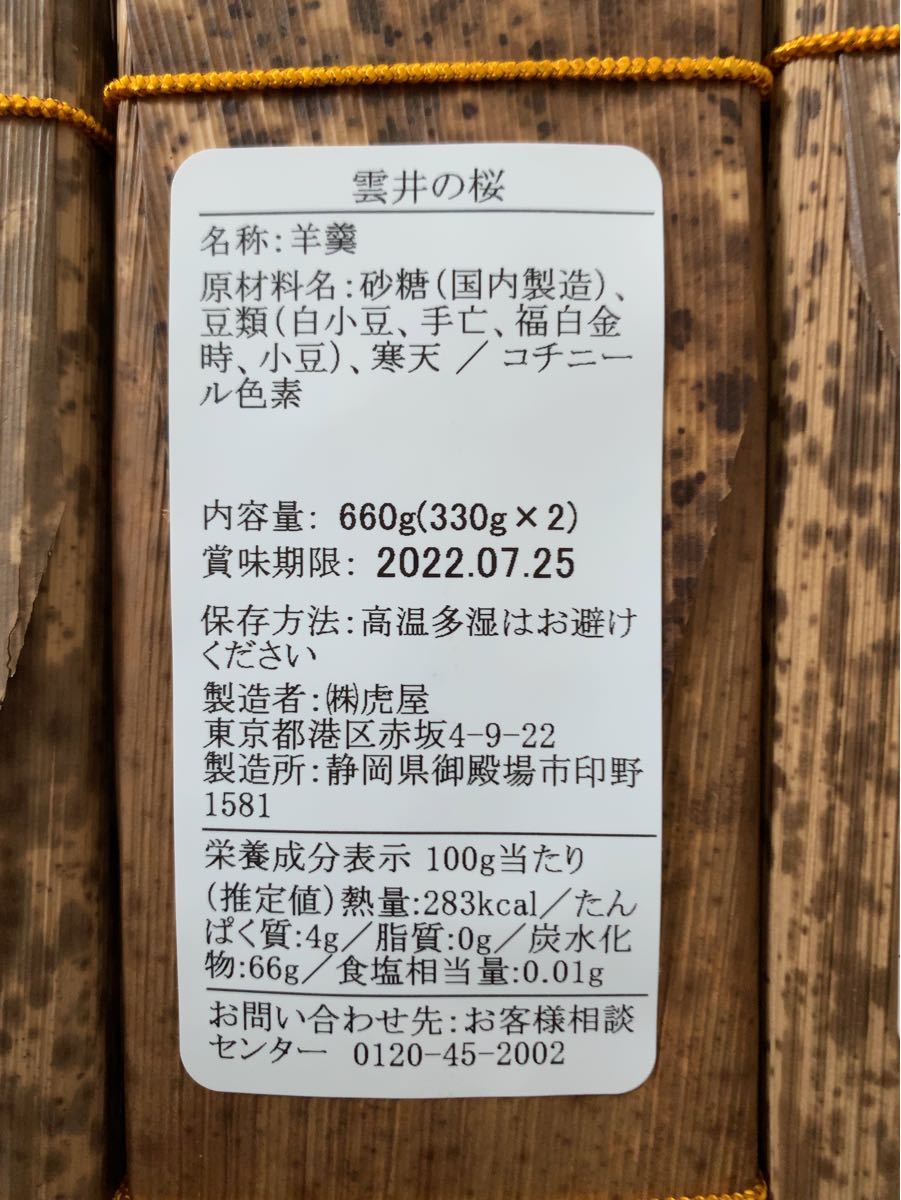 雲井の桜
名称:羊羹
原材料名:砂糖(国内製造)、
豆類(白小豆、手亡、福白金
時、小豆)、寒天 ／ コチニー
ル色素
内容量: 660g(330g×2)
賞味期限: 2022.07.25
保存方法:高温多湿はお避け
ください
製造者:㈱虎屋
東京都港区赤坂4-9-22
製造所:静岡県御殿場市印野
1581
栄養成分表示 100g当たり
(推定値)熱量:283kcal／たん
ぱく質:4g／脂質:0g／炭水化
物:66g／食塩相当量:0.01g
お問い合わせ先:お客様相談
センター 0120-45-2002